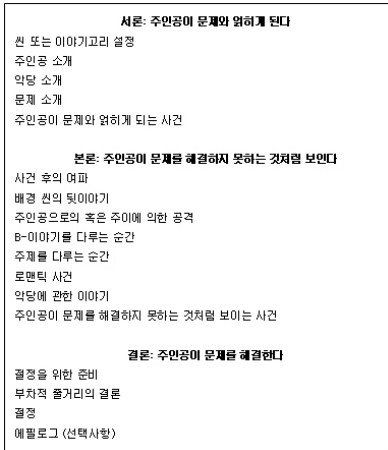 서론: 주인공이 문제와 얽히게 된다
씬 또는 이야기고리 설정
주인공 소개
악당 소개
문제 소개
주인공이 문제와 얽히게 되는 사건
본론: 주인공이 문제를 해결하지 못하는 것처럼 보인다
사건 후의 여파
배경 씬의 뒷이야기
주인공으로의 혹은 주이에 의한 공격
B-이야기를 다루는 순간
주제를 다루는 순간
로맨틱 사건
악당에 관한 이야기
주인공이 문제를 해결하지 못하는 것처럼 보이는 사건
결론: 주인공이 문제를 해결한다
결정을 위한 준비
부차적 줄거리의 결론
결정
에필로그 (선택사항)